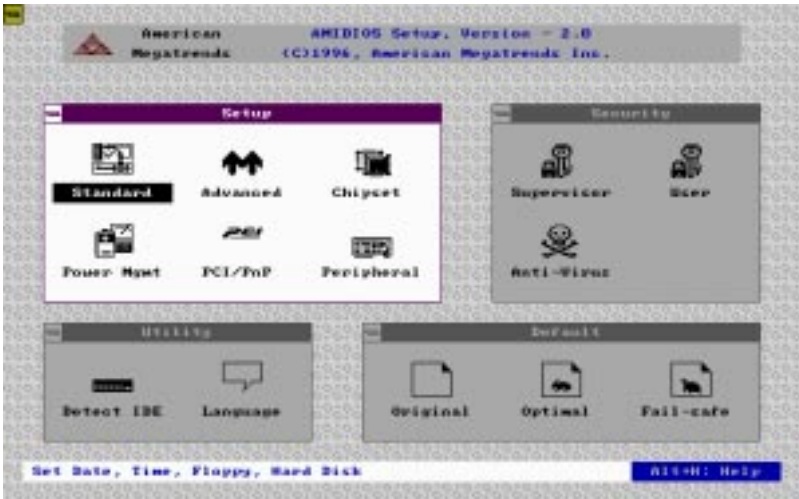 American
Megatrends
AMIBIOS Setup, Version - 2.0
(C)1996, American Megatrends Inc.
Setup
Standard
Advanced
Chipset
Power Mgmt
PCI
PCI/PnP
Peripheral
Security
Supervisor
User
Anti-Virus
Utility
Detect IDE
Language
Default
Original
Optimal
Fail-safe
Set Date, Time, Floppy, Hard Disk
Alt+H: Help